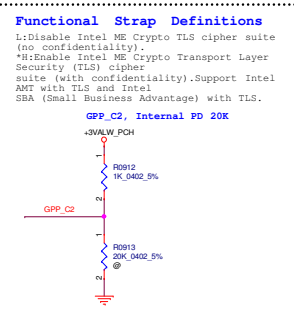 Functional Strap Definitions
L:Disable Intel ME Crypto TLS cipher suite
(no confidentiality).
*H:Enable Intel ME Crypto Transport Layer
Security (TLS) cipher
suite (with confidentiality).Support Intel
AMT with TLS and Intel
SBA (Small Business Advantage) with TLS.
GPP_C2, Internal PD 20K
+3VALW_PCH
1
R0912
1K_0402_5%
2
GPP_C2
1
R0913
20K_0402_5%
@
2